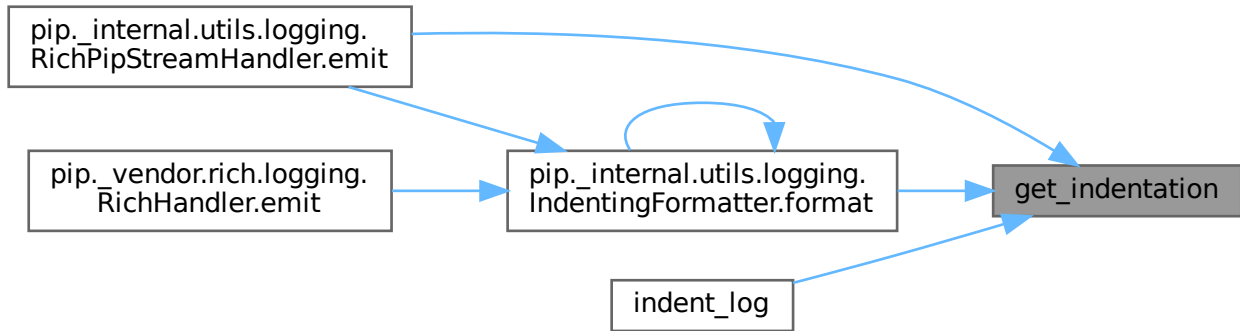 pip._internal.utils.logging.
RichPipStreamHandler.emit
pip._vendor.rich.logging.
RichHandler.emit
pip._internal.utils.logging.
IndentingFormatter.format
get_indentation
indent_log